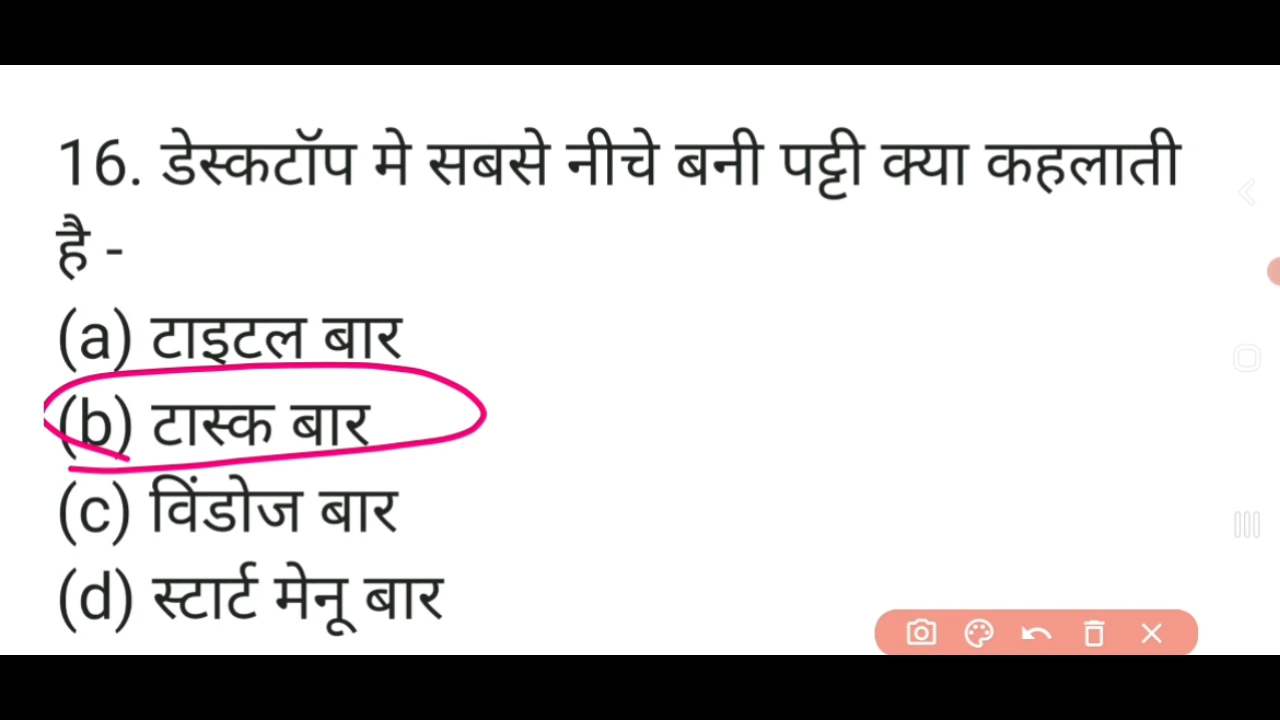 16. डेस्कटॉप मे सबसे नीचे बनी पट्टी क्या कहलाती
है -
(a) टाइटल बार
(b) टास्क बार
(c) विंडोज बार
(d) स्टार्ट मेनू बार